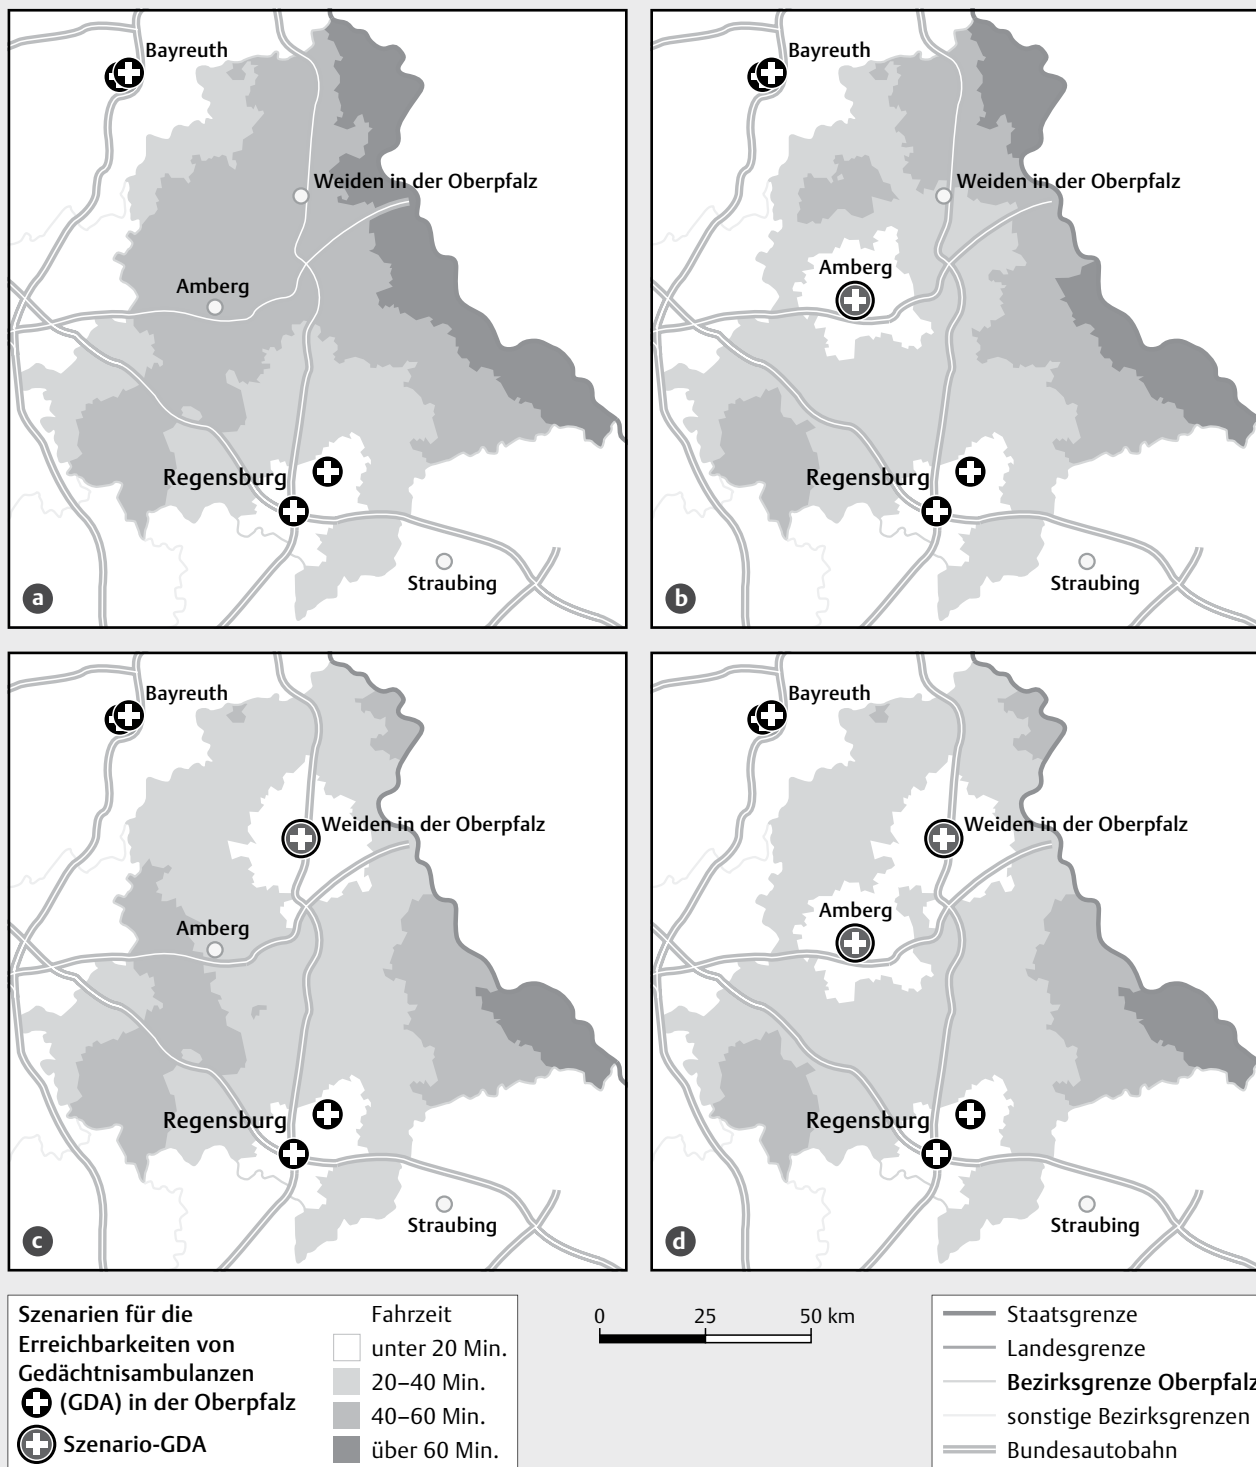 Bayreuth
Weiden in der Oberpfalz
Amberg
Regensburg
Straubing
a
Bayreuth
Weiden in der Oberpfalz
Amberg
Regensburg
Straubing
b
Bayreuth
Weiden in der Oberpfalz
Amberg
Regensburg
Straubing
c
Bayreuth
Weiden in der Oberpfalz
Amberg
Regensburg
Straubing
d
Szenarien für die
Erreichbarkeiten von
Gedächtnisambulanzen
(GDA) in der Oberpfalz
Szenario-GDA
Fahrzeit
unter 20 Min.
20–40 Min.
40–60 Min.
über 60 Min.
0 25 50 km
Staatsgrenze
Landesgrenze
Bezirksgrenze Oberpfalz
sonstige Bezirksgrenzen
Bundesautobahn